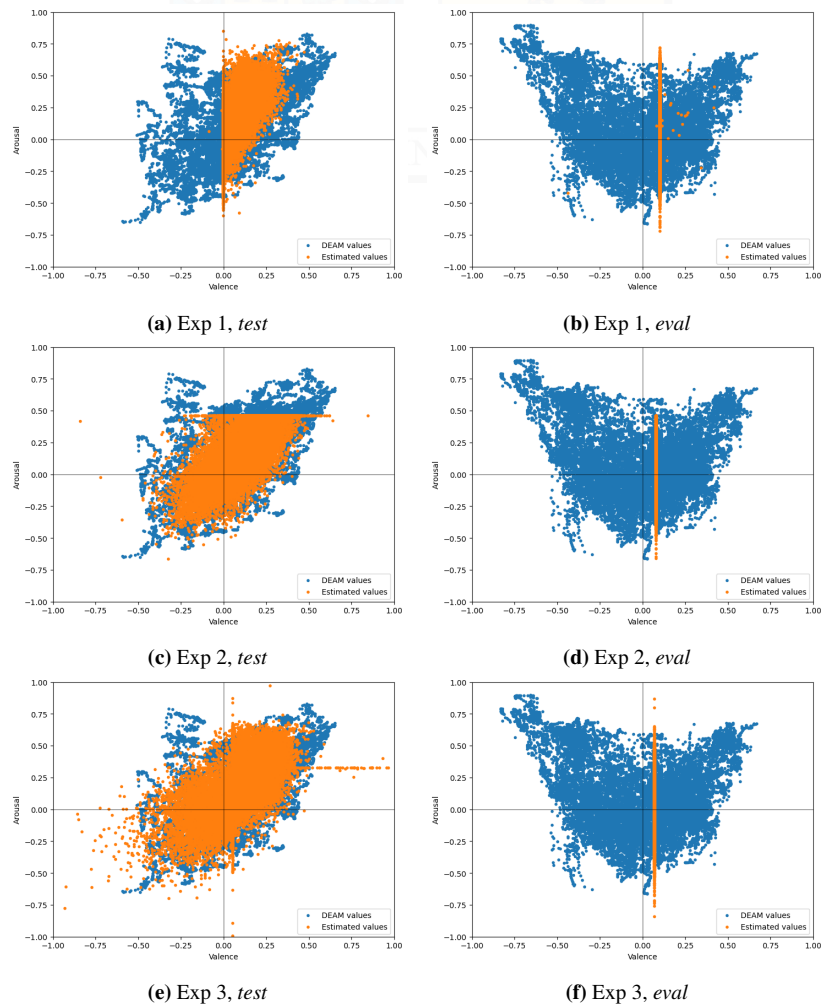 1.00
0.75
0.50
0.25
0.00
−0.25
−0.50
−0.75
−1.00
Arousal
−1.00 −0.75 −0.50 −0.25 0.00 0.25 0.50 0.75 1.00
Valence
DEAM values
Estimated values
(a) Exp 1, test
1.00
0.75
0.50
0.25
0.00
−0.25
−0.50
−0.75
−1.00
Arousal
−1.00 −0.75 −0.50 −0.25 0.00 0.25 0.50 0.75 1.00
Valence
DEAM values
Estimated values
(b) Exp 1, eval
1.00
0.75
0.50
0.25
0.00
−0.25
−0.50
−0.75
−1.00
Arousal
−1.00 −0.75 −0.50 −0.25 0.00 0.25 0.50 0.75 1.00
Valence
DEAM values
Estimated values
(c) Exp 2, test
1.00
0.75
0.50
0.25
0.00
−0.25
−0.50
−0.75
−1.00
Arousal
−1.00 −0.75 −0.50 −0.25 0.00 0.25 0.50 0.75 1.00
Valence
DEAM values
Estimated values
(d) Exp 2, eval
1.00
0.75
0.50
0.25
0.00
−0.25
−0.50
−0.75
−1.00
Arousal
−1.00 −0.75 −0.50 −0.25 0.00 0.25 0.50 0.75 1.00
Valence
DEAM values
Estimated values
(e) Exp 3, test
1.00
0.75
0.50
0.25
0.00
−0.25
−0.50
−0.75
−1.00
Arousal
−1.00 −0.75 −0.50 −0.25 0.00 0.25 0.50 0.75 1.00
Valence
DEAM values
Estimated values
(f) Exp 3, eval